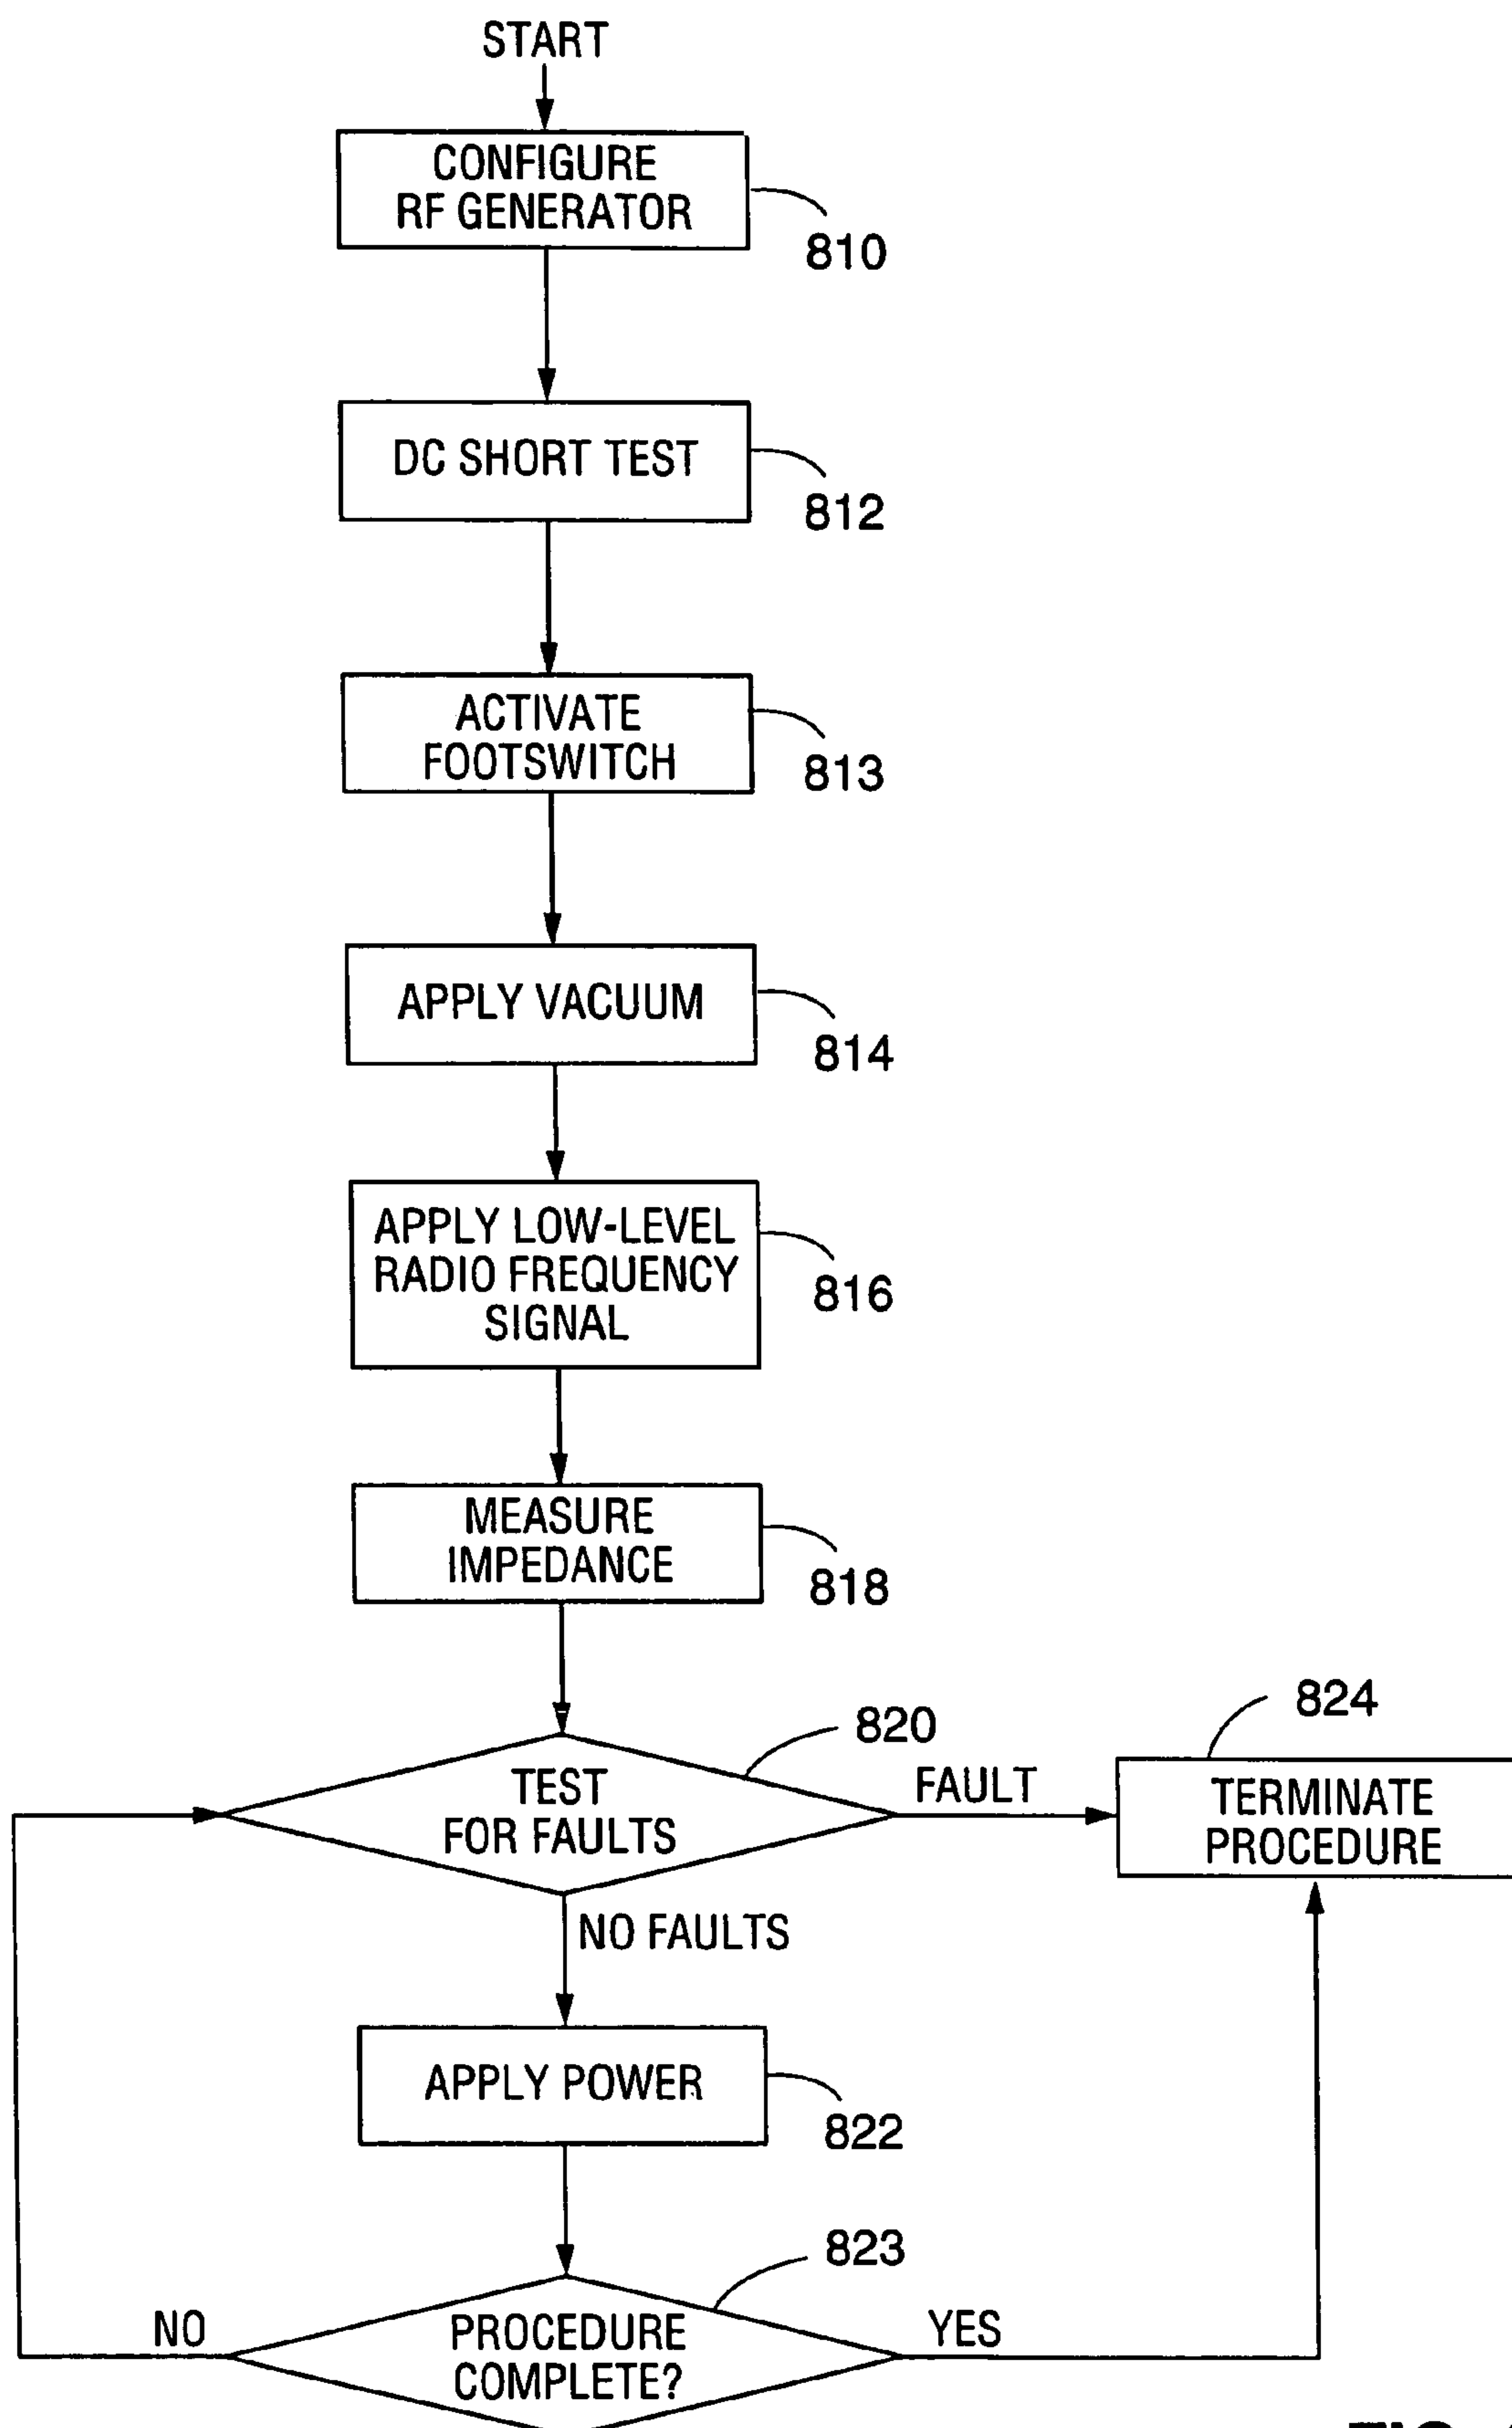 START
CONFIGURE
RF GENERATOR
810
DC SHORT TEST
812
ACTIVATE
FOOTSWITCH
813
APPLY VACUUM
814
APPLY LOW-LEVEL
RADIO FREQUENCY
SIGNAL
816
MEASURE
IMPEDANCE
818
820
824
TEST
FOR FAULTS
FAULT
TERMINATE
PROCEDURE
NO FAULTS
APPLY POWER
822
823
NO
PROCEDURE
COMPLETE?
YES